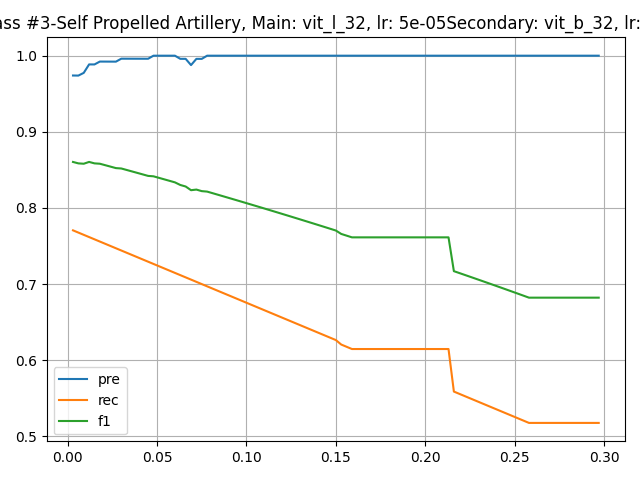 ass #3-Self Propelled Artillery, Main: vit_l_32, lr: 5e-05Secondary: vit_b_32, lr:
1.0
0.9
0.8
0.7
0.6
0.5
pre
rec
f1
0.00 0.05 0.10 0.15 0.20 0.25 0.30